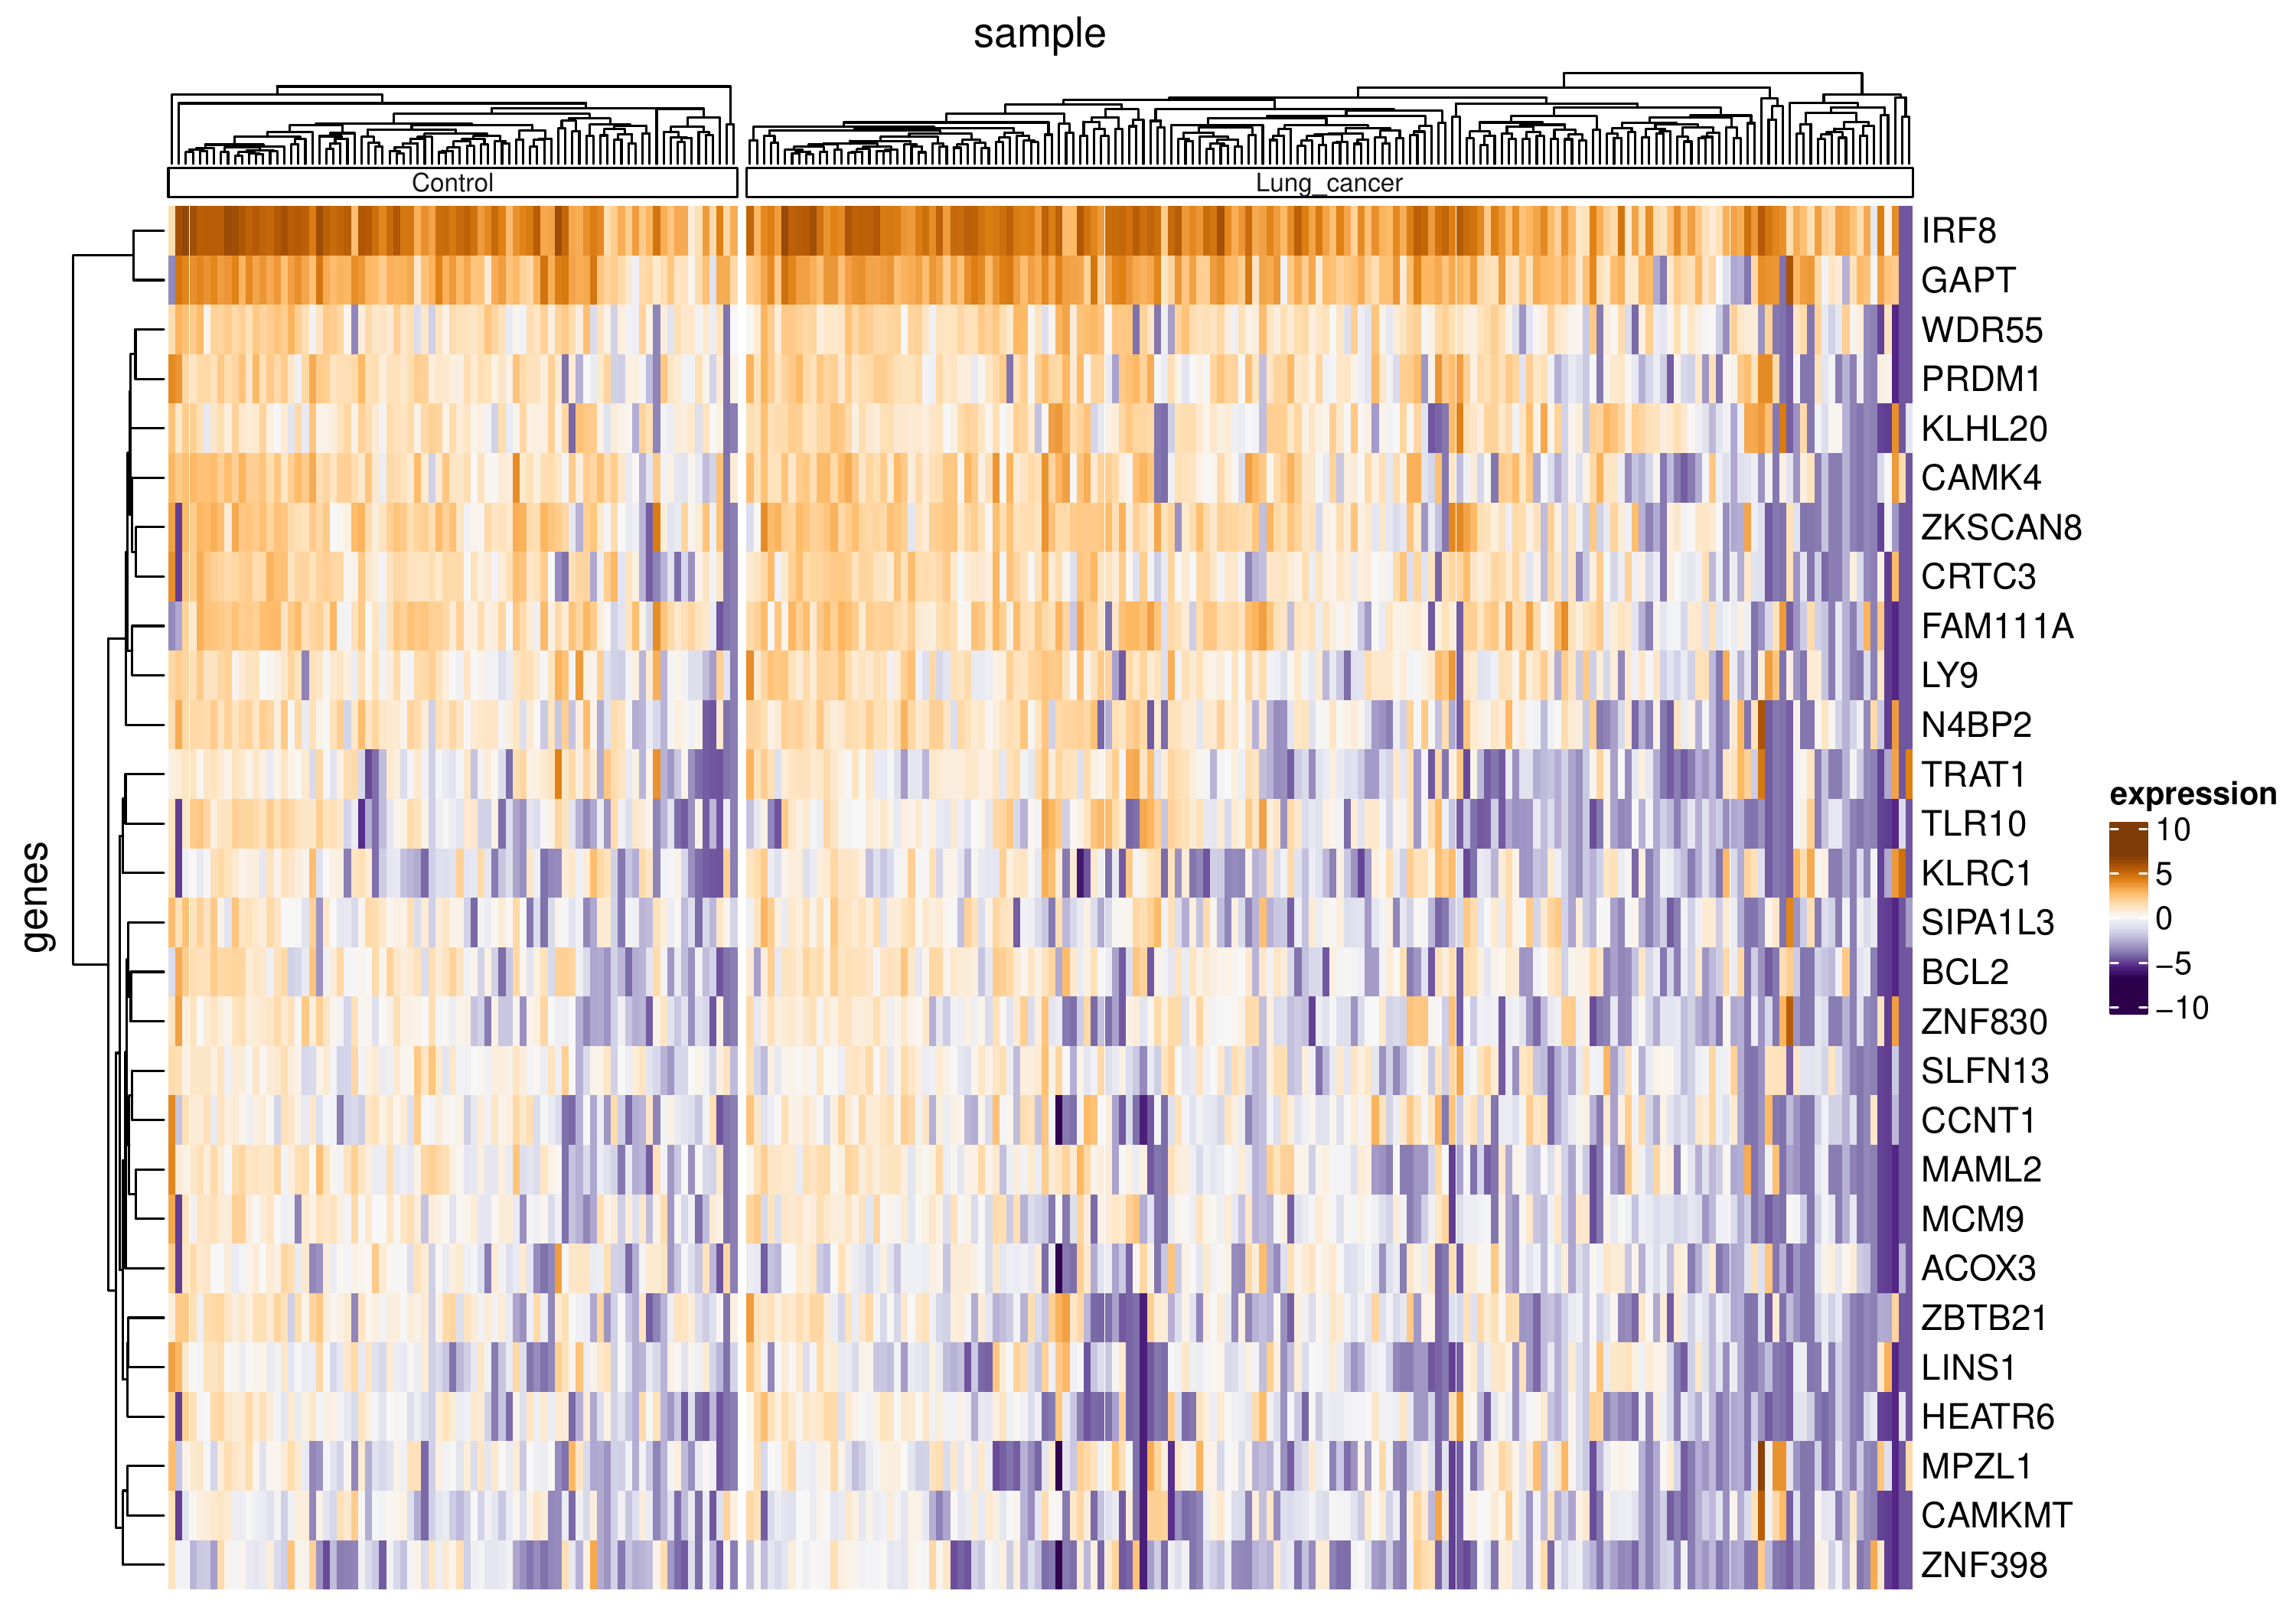 sample
Control
Lung_cancer
IRF8
GAPT
WDR55
PRDM1
KLHL20
CAMK4
ZKSCAN8
CRTC3
FAM111A
LY9
N4BP2
TRAT1
TLR10
KLRC1
SIPA1L3
BCL2
ZNF830
SLFN13
CCNT1
MAML2
MCM9
ACOX3
ZBTB21
LINS1
HEATR6
MPZL1
CAMKMT
ZNF398
genes
expression
10
5
0
−5
−10